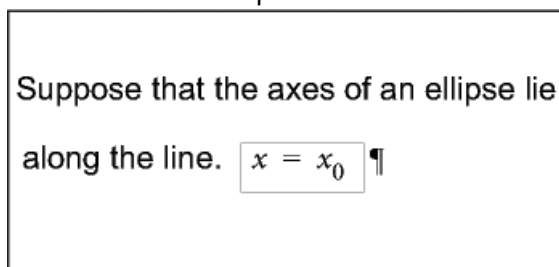 Suppose that the axes of an ellipse lie
along the line. x = x₀ ¶